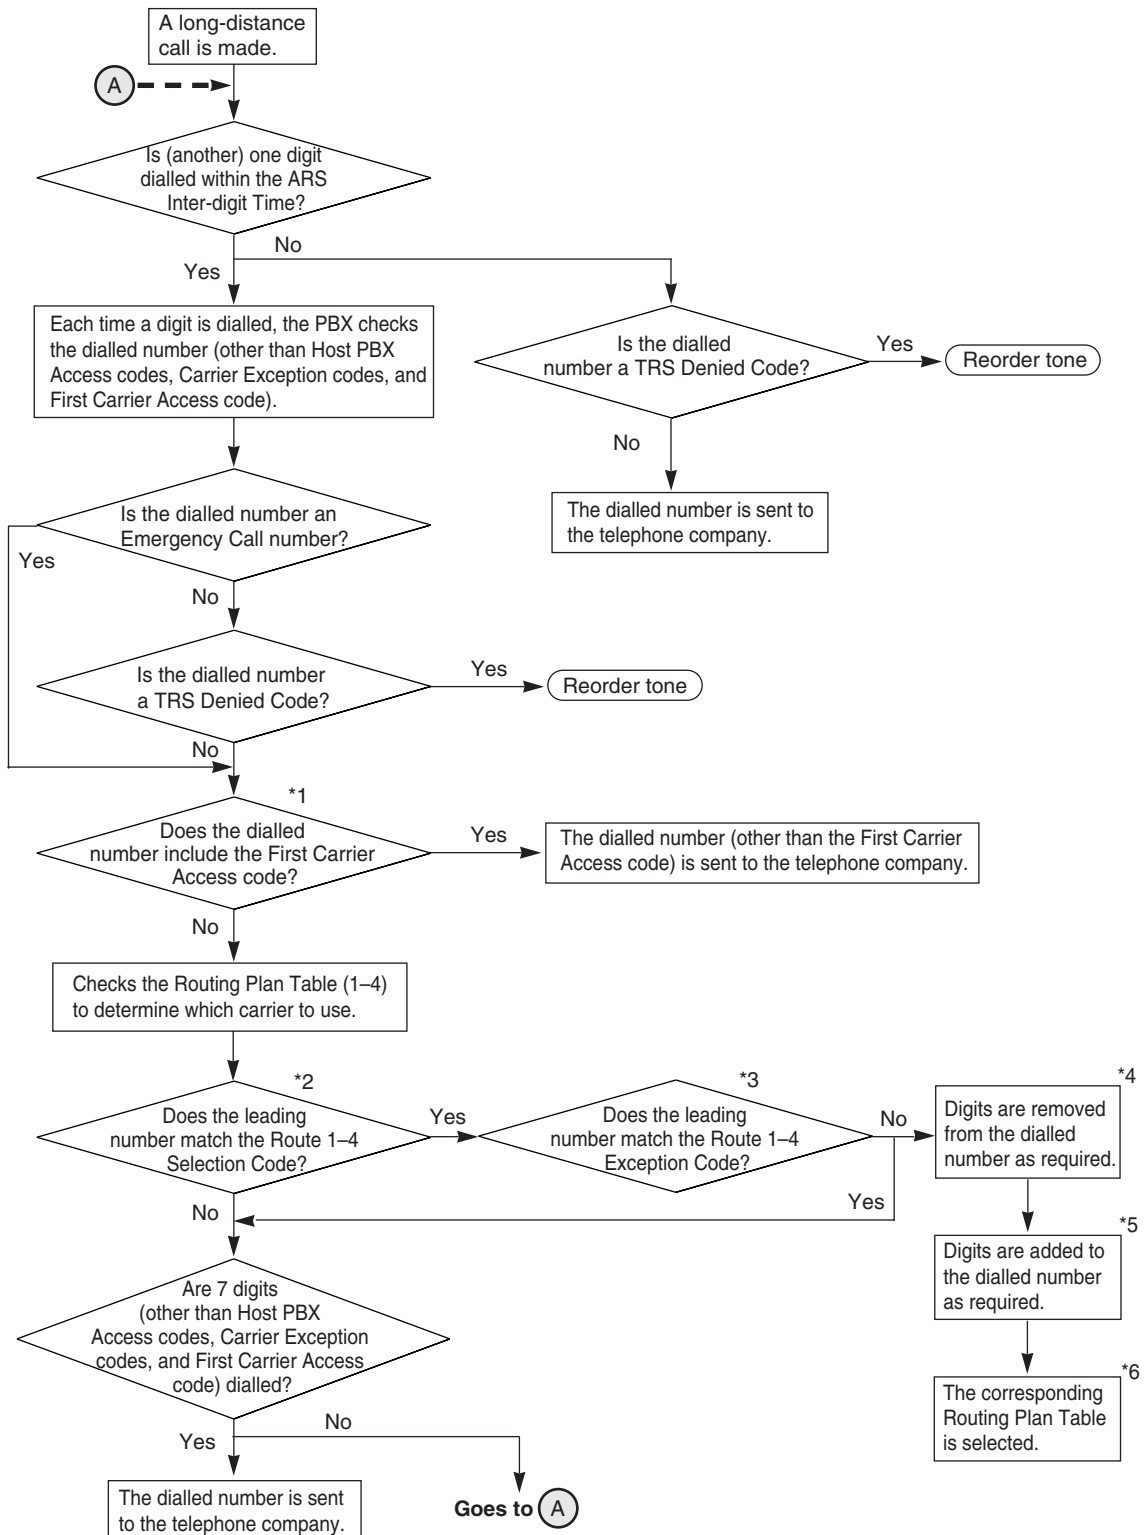 A long-distance
call is made.
A
Is (another) one digit
dialled within the ARS
Inter-digit Time?
No
Yes
Each time a digit is dialled, the PBX checks
the dialled number (other than Host PBX
Access codes, Carrier Exception codes, and
First Carrier Access code).
Is the dialled
number a TRS Denied Code?
Yes
Reorder tone
No
The dialled number is sent to
the telephone company.
Is the dialled number an
Emergency Call number?
Yes
No
Is the dialled number
a TRS Denied Code?
Yes
Reorder tone
No
*1
Does the dialled
number include the First Carrier
Access code?
Yes
The dialled number (other than the First Carrier
Access code) is sent to the telephone company.
No
Checks the Routing Plan Table (1–4)
to determine which carrier to use.
*2
Does the leading
number match the Route 1–4
Selection Code?
Yes
*3
Does the leading
number match the Route 1–4
Exception Code?
No
*4
Digits are removed
from the dialled
number as required.
Yes
No
*5
Digits are added to
the dialled number
as required.
*6
The corresponding
Routing Plan Table
is selected.
Are 7 digits
(other than Host PBX
Access codes, Carrier Exception
codes, and First Carrier Access
code) dialled?
No
Yes
The dialled number is sent
to the telephone company.
Goes to A